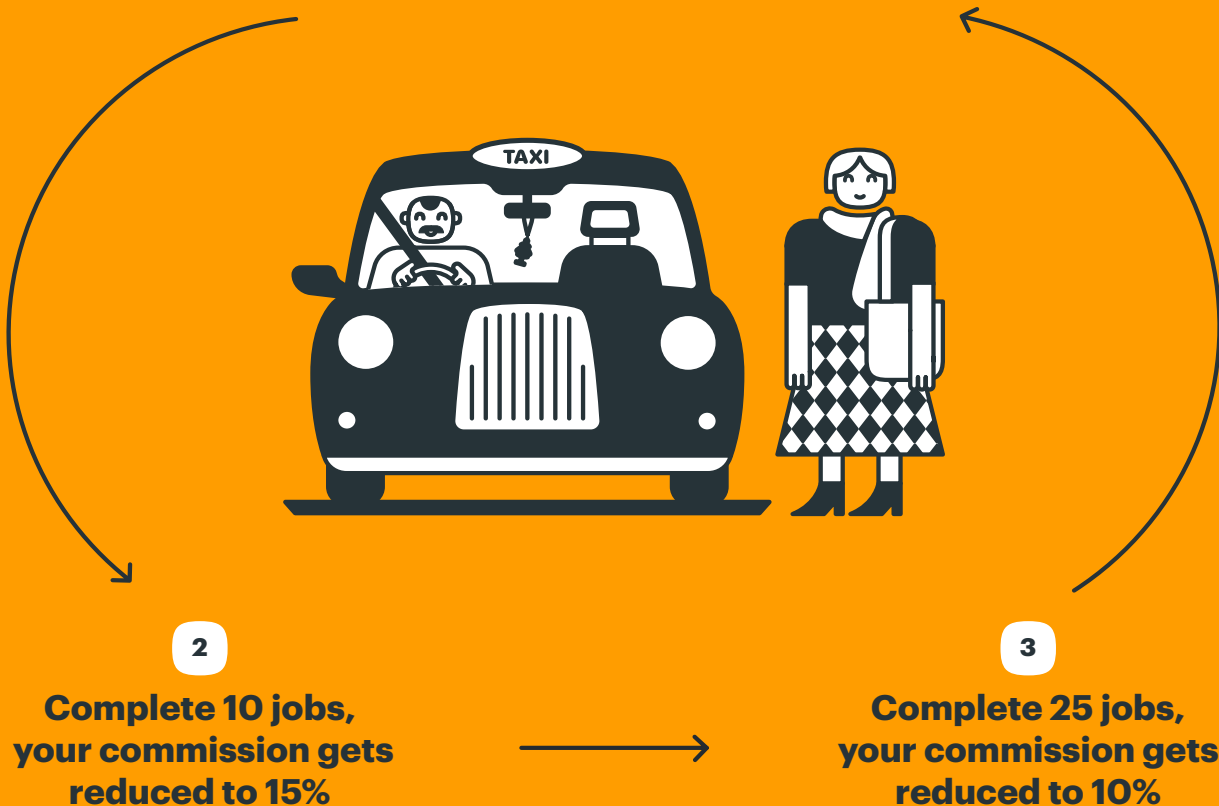 TAXI
2
Complete 10 jobs,
your commission gets
reduced to 15%
3
Complete 25 jobs,
your commission gets
reduced to 10%